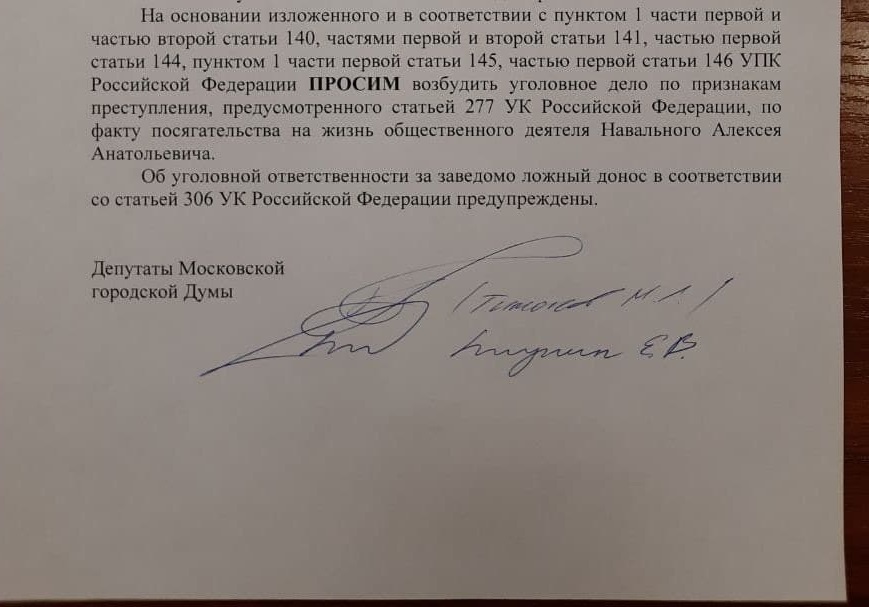 На основании изложенного и в соответствии с пунктом 1 части первой и
частью второй статьи 140, частями первой и второй статьи 141, частью первой
статьи 144, пунктом 1 части первой статьи 145, частью первой статьи 146 УПК
Российской Федерации ПРОСИМ возбудить уголовное дело по признакам
преступления, предусмотренного статьей 277 УК Российской Федерации, по
факту посягательства на жизнь общественного деятеля Навального Алексея
Анатольевича.
Об уголовной ответственности за заведомо ложный донос в соответствии
со статьей 306 УК Российской Федерации предупреждены.
Депутаты Московской
городской Думы
(Тимонов М.Л.)
Ступин Е.В.